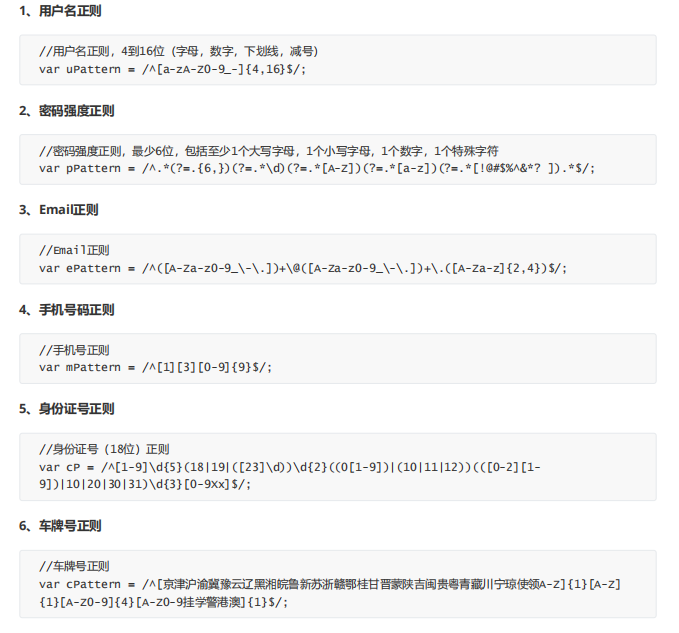 1、用户名正则
//用户名正则，4到16位（字母，数字，下划线，减号）
var uPattern = /^[a-zA-Z0-9_-]{4,16}$/;
2、密码强度正则
//密码强度正则，最少6位，包括至少1个大写字母，1个小写字母，1个数字，1个特殊字符
var pPattern = /^.*(?=.{6,})(?=.*\d)(?=.*[A-Z])(?=.*[a-z])(?=.*[!@#$%^&*? ]).*$/;
3、Email正则
//Email正则
var ePattern = /^([A-Za-z0-9_\-\.])+\@([A-Za-z0-9_\-\.])+\.([A-Za-z]{2,4})$/;
4、手机号码正则
//手机号正则
var mPattern = /^[1][3][0-9]{9}$/;
5、身份证号正则
//身份证号（18位）正则
var cP = /^[1-9]\d{5}(18|19|([23]\d))\d{2}((0[1-9])|(10|11|12))(([0-2][1-
9])|10|20|30|31)\d{3}[0-9Xx]$/;
6、车牌号正则
//车牌号正则
var cPattern = /^[京津沪渝冀豫云辽黑湘皖鲁新苏浙赣鄂桂甘晋蒙陕吉闽贵粤青藏川宁琼使领A-Z]{1}[A-Z]
{1}[A-Z0-9]{4}[A-Z0-9挂学警港澳]{1}$/;